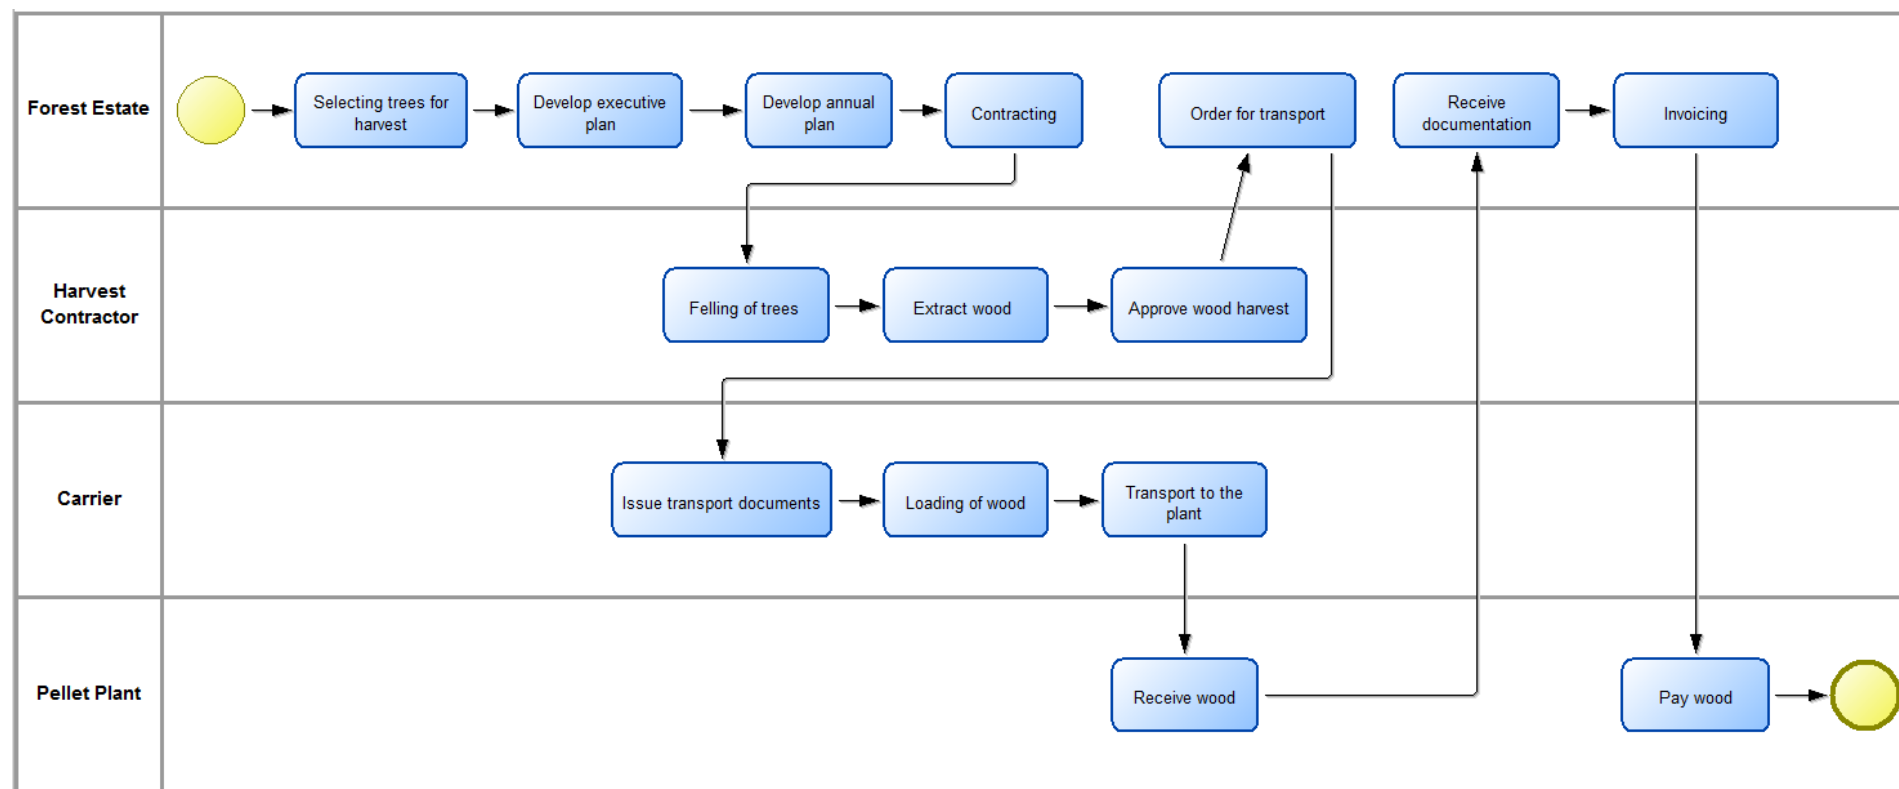 Forest Estate
Selecting trees for
harvest
Develop executive
plan
Develop annual
plan
Contracting
Order for transport
Receive
documentation
Invoicing
Harvest
Contractor
Felling of trees
Extract wood
Approve wood harvest
Carrier
Issue transport documents
Loading of wood
Transport to the
plant
Pellet Plant
Receive wood
Pay wood